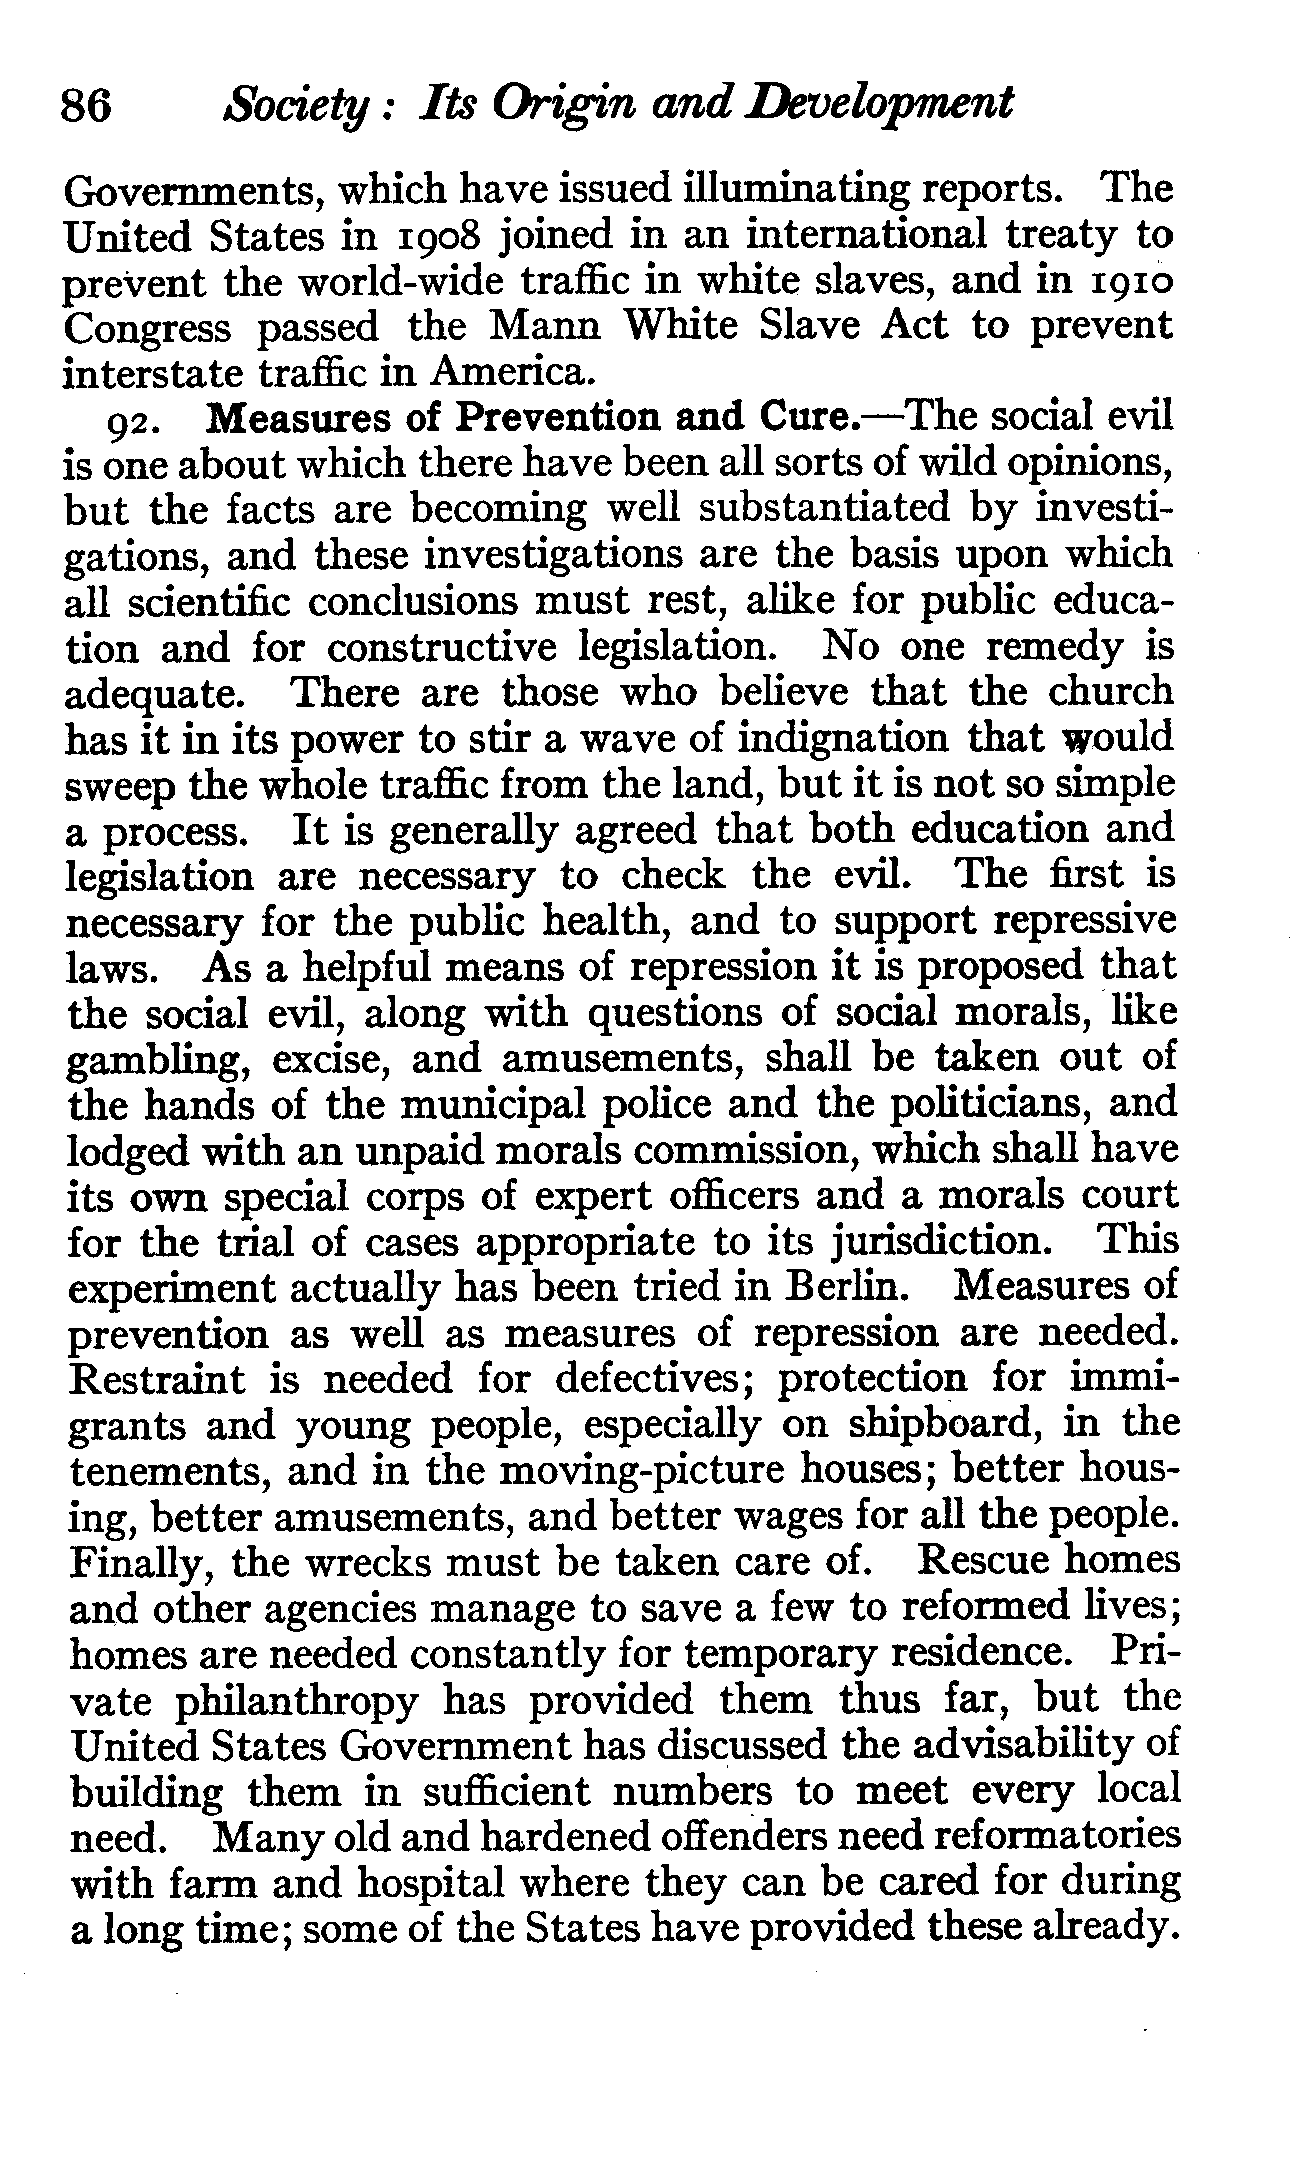 86 Society: Its Origin and Development
Governments, which have issued illuminating reports. The
United States in 1908 joined in an international treaty to
prevent the world-wide traffic in white slaves, and in 1910
Congress passed the Mann White Slave Act to prevent
interstate traffic in America.
92. Measures of Prevention and Cure.—The social evil
is one about which there have been all sorts of wild opinions,
but the facts are becoming well substantiated by investi-
gations, and these investigations are the basis upon which
all scientific conclusions must rest, alike for public educa-
tion and for constructive legislation. No one remedy is
adequate. There are those who believe that the church
has it in its power to stir a wave of indignation that would
sweep the whole traffic from the land, but it is not so simple
a process. It is generally agreed that both education and
legislation are necessary to check the evil. The first is
necessary for the public health, and to support repressive
laws. As a helpful means of repression it is proposed that
the social evil, along with questions of social morals, like
gambling, excise, and amusements, shall be taken out of
the hands of the municipal police and the politicians, and
lodged with an unpaid morals commission, which shall have
its own special corps of expert officers and a morals court
for the trial of cases appropriate to its jurisdiction. This
experiment actually has been tried in Berlin. Measures of
prevention as well as measures of repression are needed.
Restraint is needed for defectives; protection for immi-
grants and young people, especially on shipboard, in the
tenements, and in the moving-picture houses; better hous-
ing, better amusements, and better wages for all the people.
Finally, the wrecks must be taken care of. Rescue homes
and other agencies manage to save a few to reformed lives;
homes are needed constantly for temporary residence. Pri-
vate philanthropy has provided them thus far, but the
United States Government has discussed the advisability of
building them in sufficient numbers to meet every local
need. Many old and hardened offenders need reformatories
with farm and hospital where they can be cared for during
a long time; some of the States have provided these already.